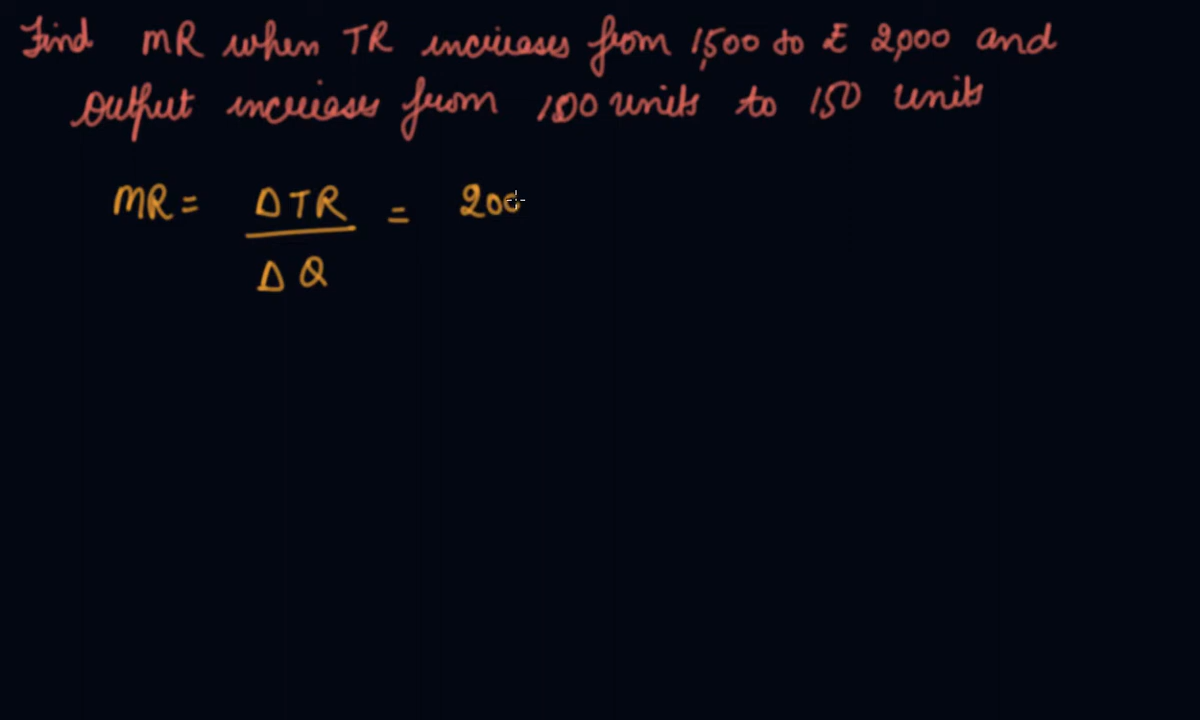 Find MR when TR increases from 1,500 to £ 2,000 and
output increases from 100 units to 150 units
MR = ΔTR / ΔQ = 200